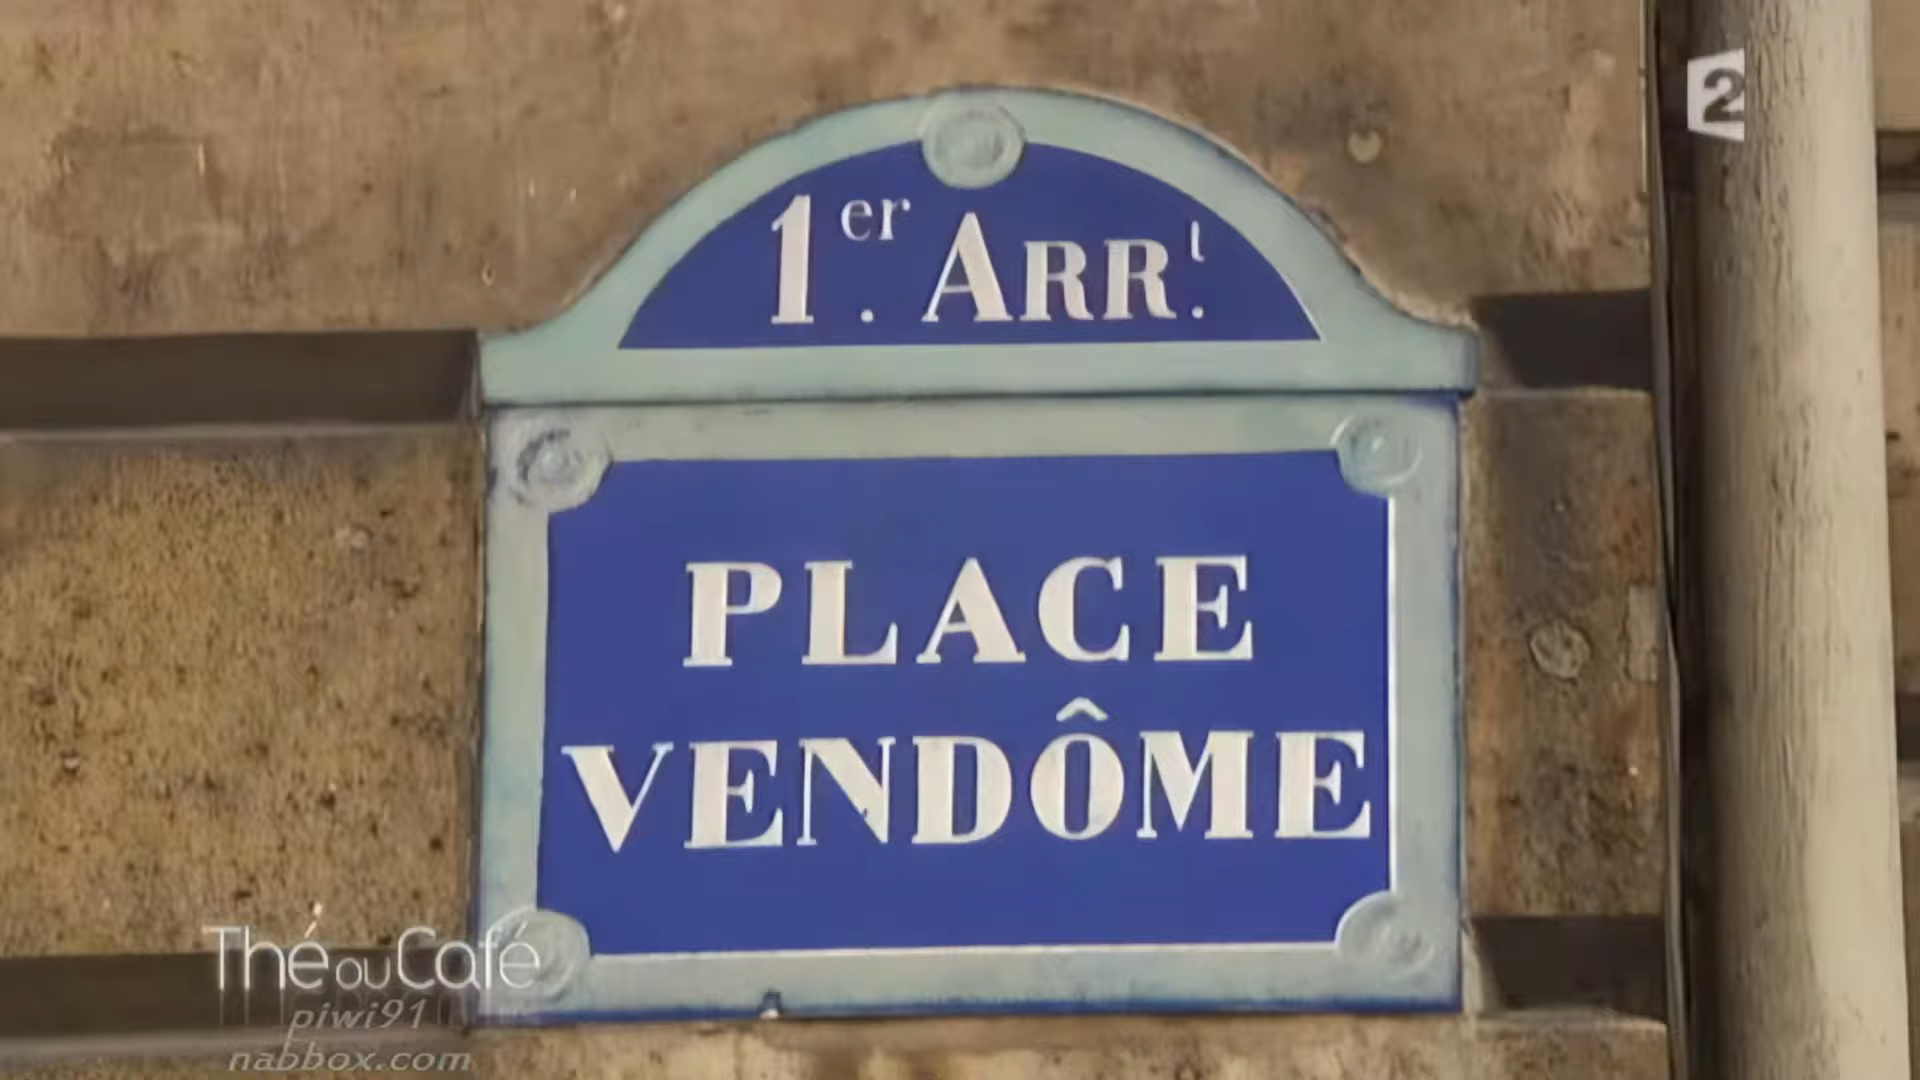 2
1er. ARRt.
PLACE
VENDÔME
Thé ou Café
piwi91
nabbox.com